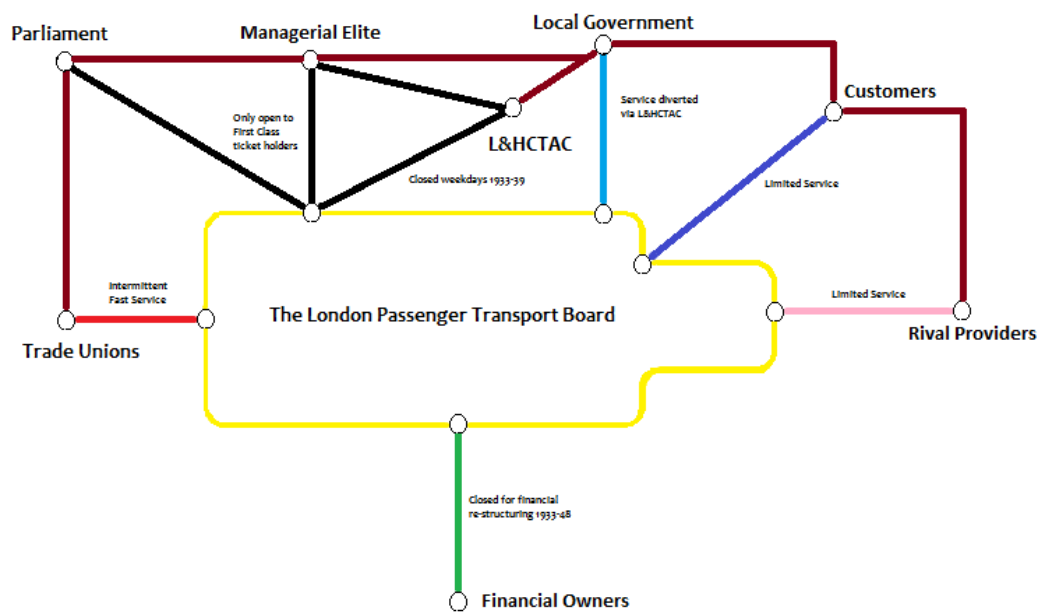 Local Government
Parliament
Managerial Elite
Customers
Only open to
First Class
ticket holders
Service diverted
via L&HCTAC
L&HCTAC
Closed weekdays 1933-39
Limited Service
Intermittent
Fast Service
Limited Service
The London Passenger Transport Board
Trade Unions
Rival Providers
Closed for financial
re-structuring 1933-48
Financial Owners